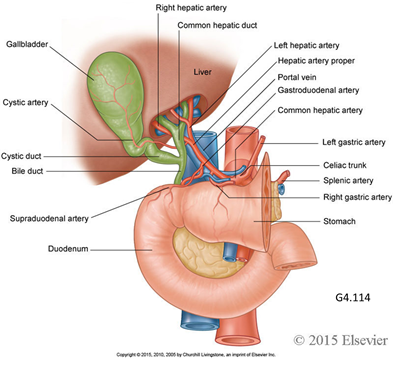 Right hepatic artery
Common hepatic duct
Gallbladder
Left hepatic artery
Hepatic artery proper
Liver
Portal vein
Gastroduodenal artery
Cystic artery
Common hepatic artery
Left gastric artery
Cystic duct
Celiac trunk
Bile duct
Splenic artery
Right gastric artery
Supraduodenal artery
Stomach
Duodenum
G4.114
© 2015 Elsevier
Copyright © 2015, 2010, 2005 by Churchill Livingstone, an imprint of Elsevier Inc.